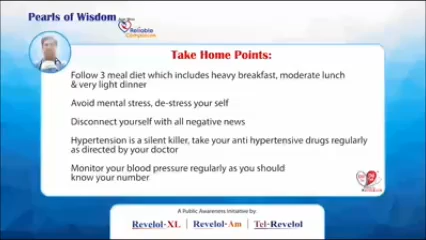 Pearls of Wisdom
Reliable
Take Home Points:
Follow 3 meal diet which includes heavy breakfast, moderate lunch
& very light dinner
Avoid mental stress, de-stress your self
Disconnect yourself with all negative news
Hypertension is a silent killer, take your anti hypertensive drugs regularly
as directed by your doctor
Monitor your blood pressure regularly as you should
know your number
A Public Awareness Initiative by:
Revelol-XL | Revelol-Am | Tel-Revelol